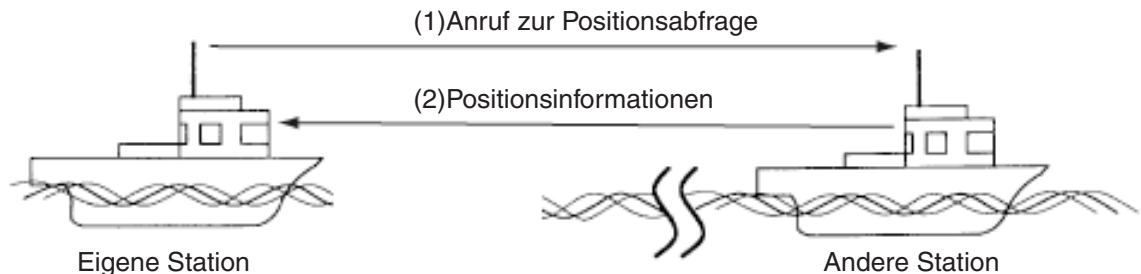 (1)Anruf zur Positionsabfrage
(2)Positionsinformationen
Eigene Station
Andere Station